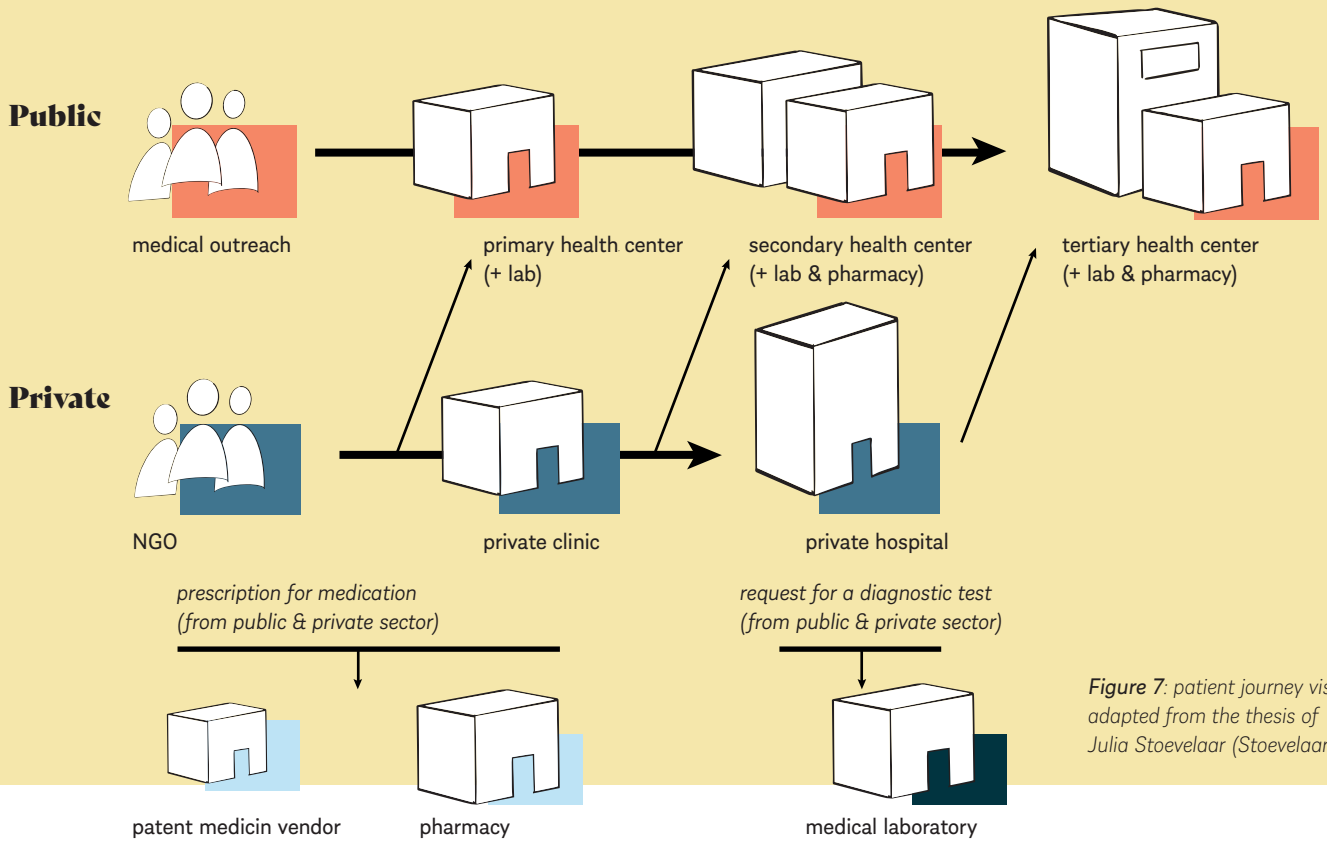 Public
medical outreach
primary health center
(+ lab)
secondary health center
(+ lab & pharmacy)
tertiary health center
(+ lab & pharmacy)
Private
NGO
private clinic
private hospital
prescription for medication
(from public & private sector)
request for a diagnostic test
(from public & private sector)
Figure 7: patient journey vis
adapted from the thesis of
Julia Stoevelaar (Stoevelaar
patent medicin vendor
pharmacy
medical laboratory